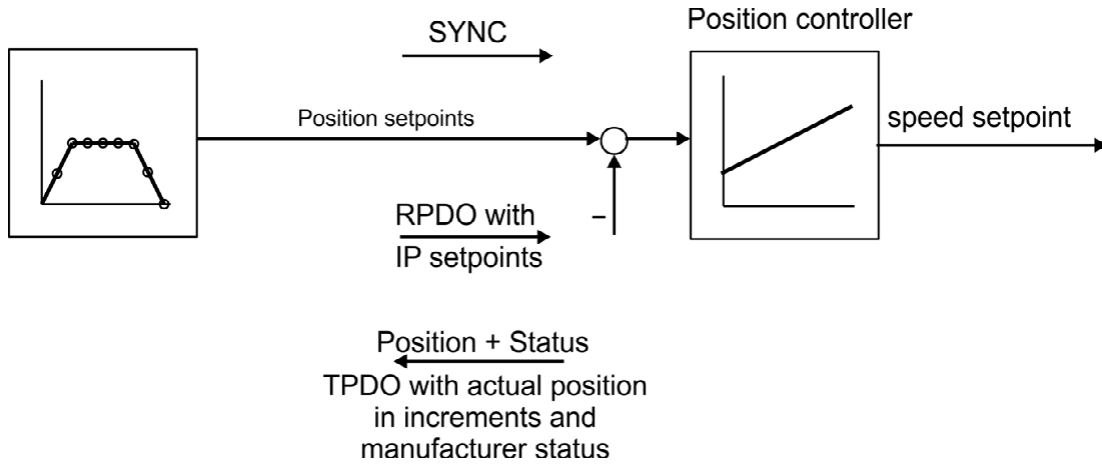 SYNC
Position controller
Position setpoints
speed setpoint
RPDO with
IP setpoints
–
Position + Status
TPDO with actual position
in increments and
manufacturer status